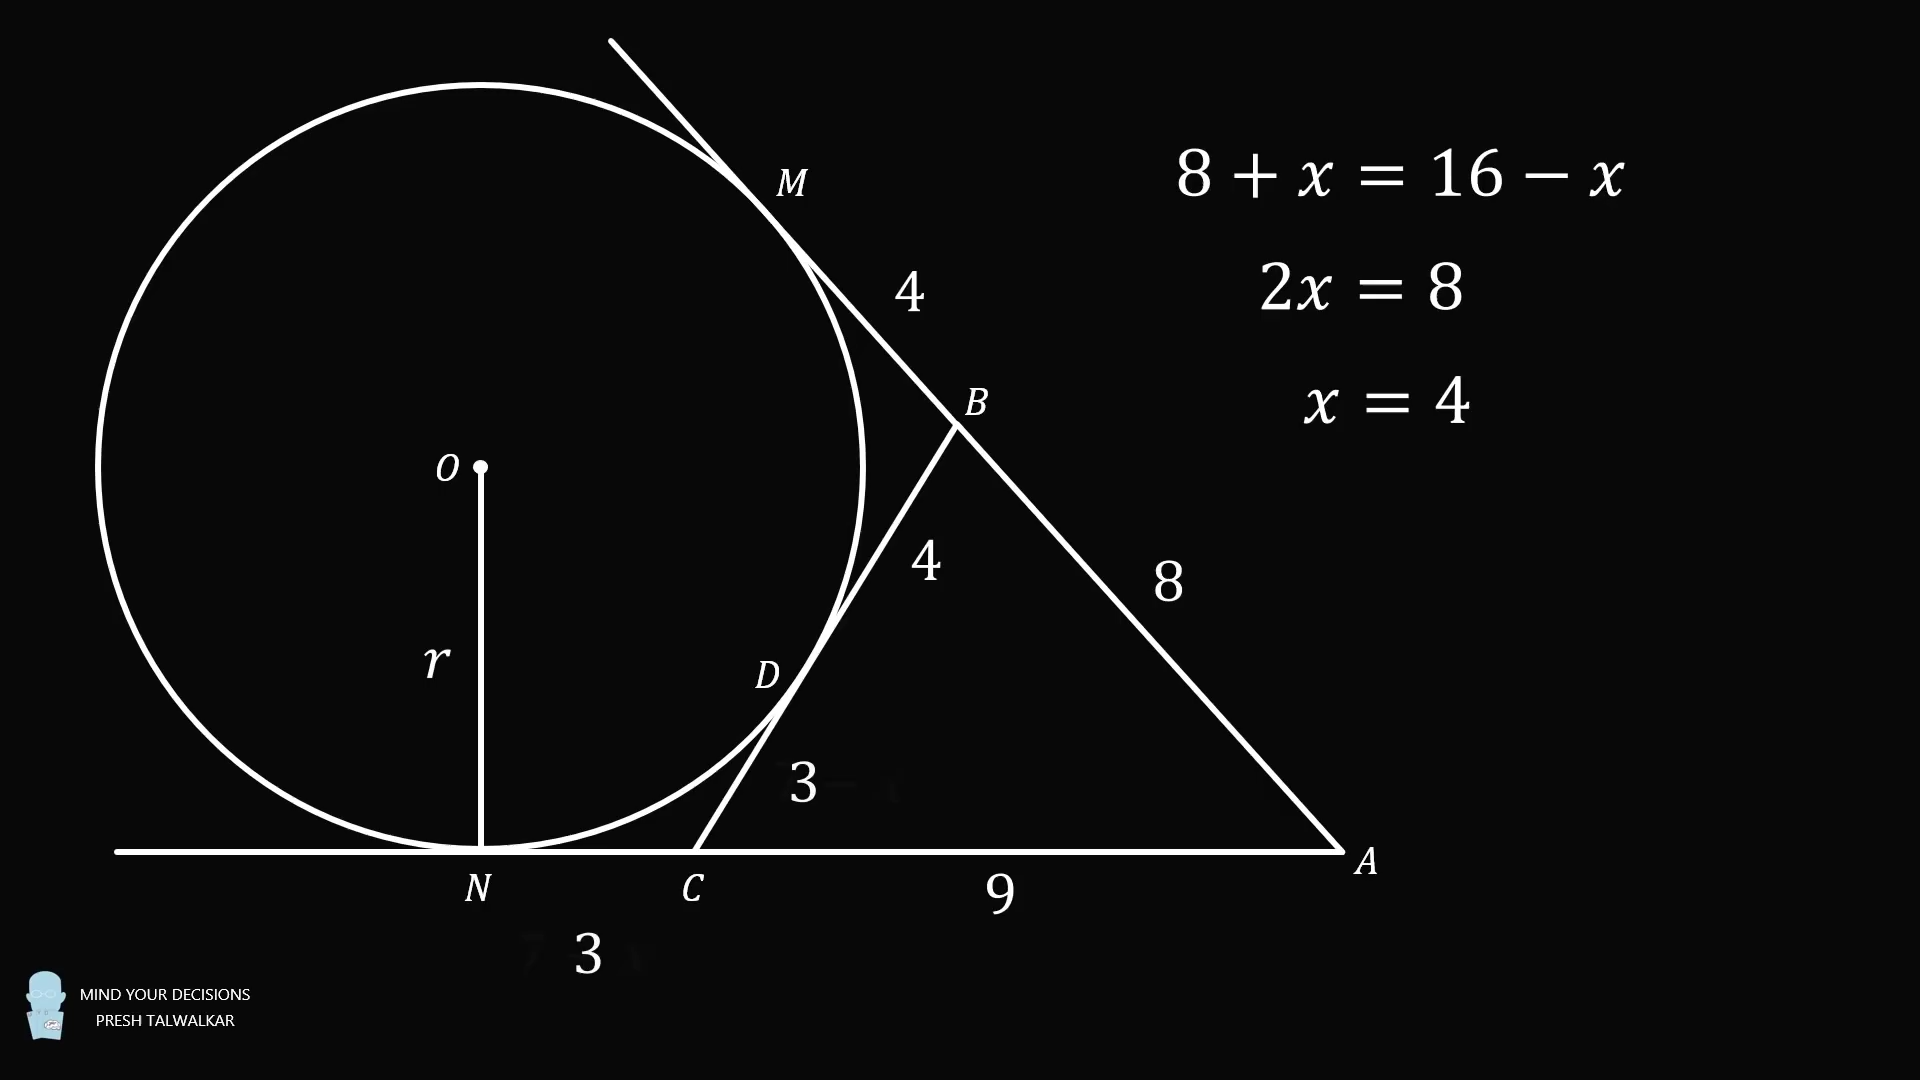 M
8 + x = 16 − x
4
2x = 8
B
x = 4
O
4
8
r
D
3
A
N
C
9
3
MIND YOUR DECISIONS
PRESH TALWALKAR